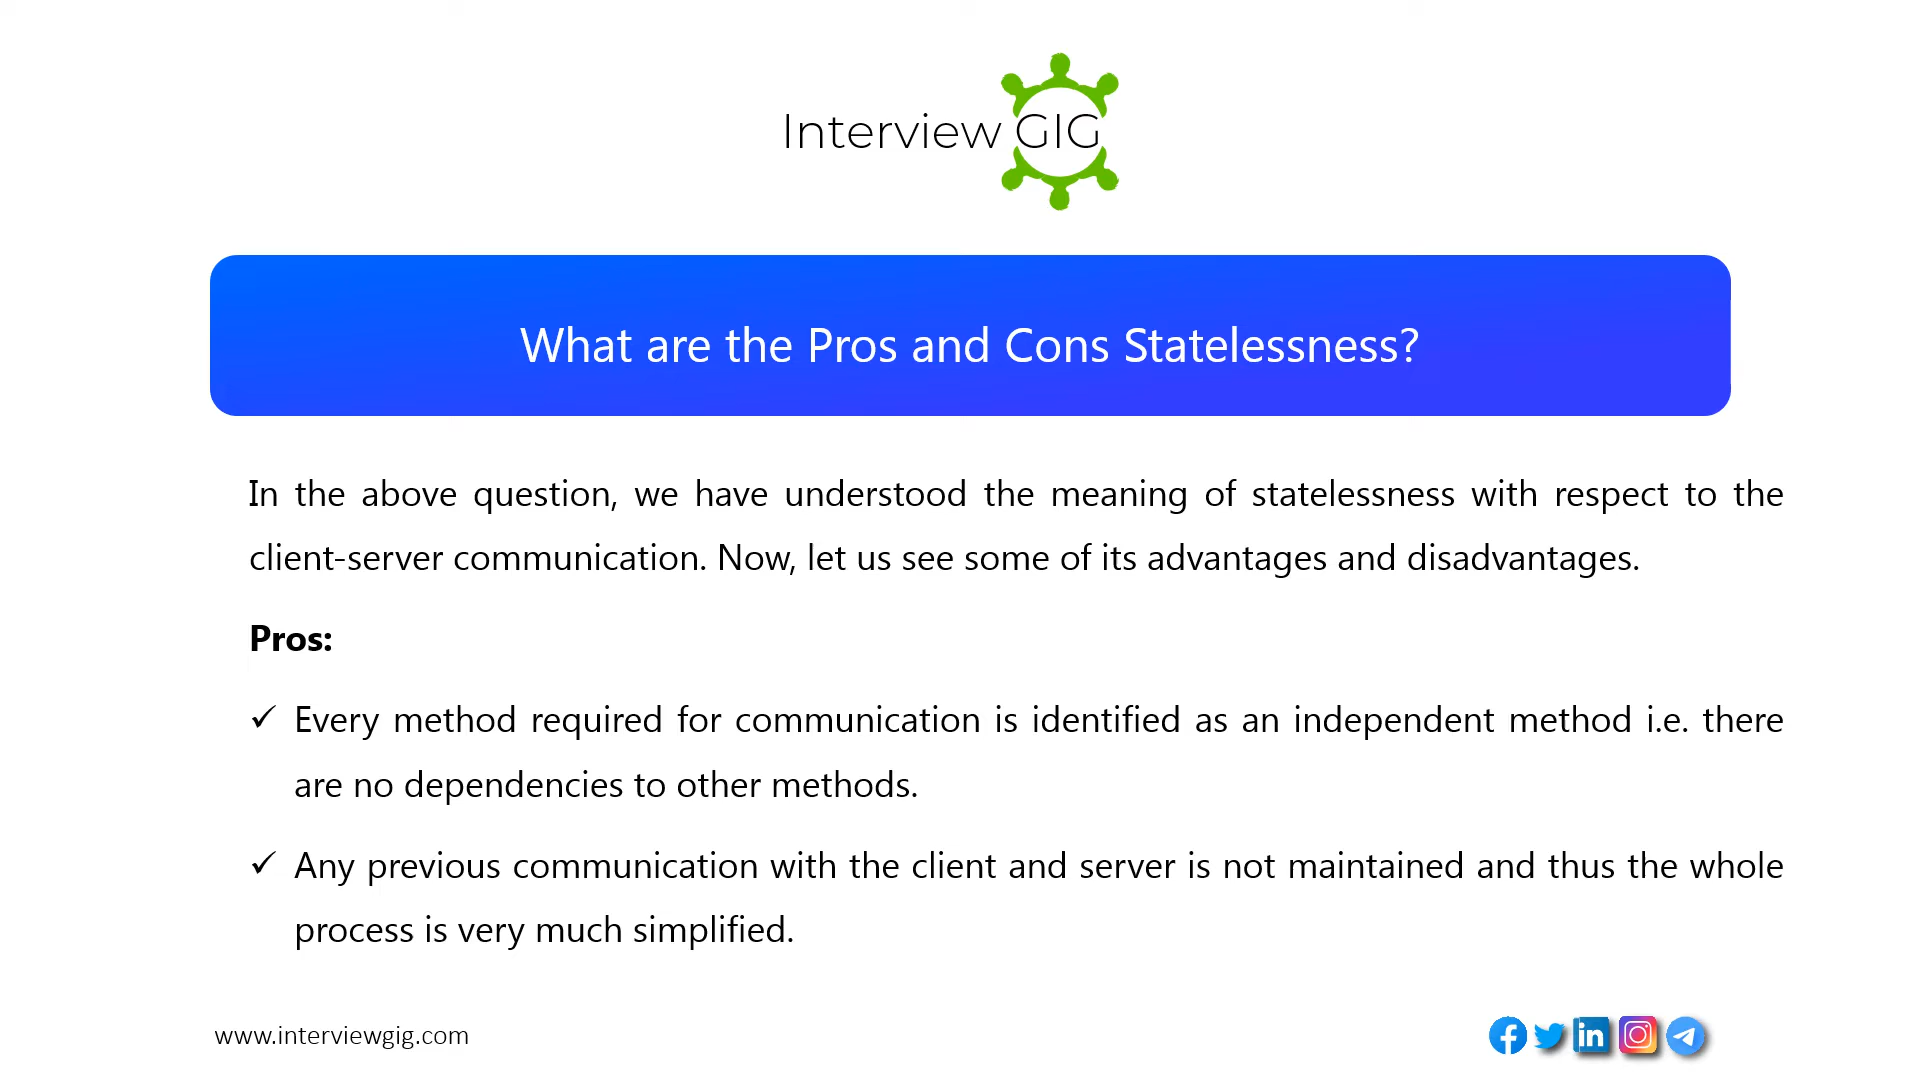 Interview GIG
What are the Pros and Cons Statelessness?
In the above question, we have understood the meaning of statelessness with respect to the
client-server communication. Now, let us see some of its advantages and disadvantages.
Pros:
✓ Every method required for communication is identified as an independent method i.e. there
are no dependencies to other methods.
✓ Any previous communication with the client and server is not maintained and thus the whole
process is very much simplified.
www.interviewgig.com
in